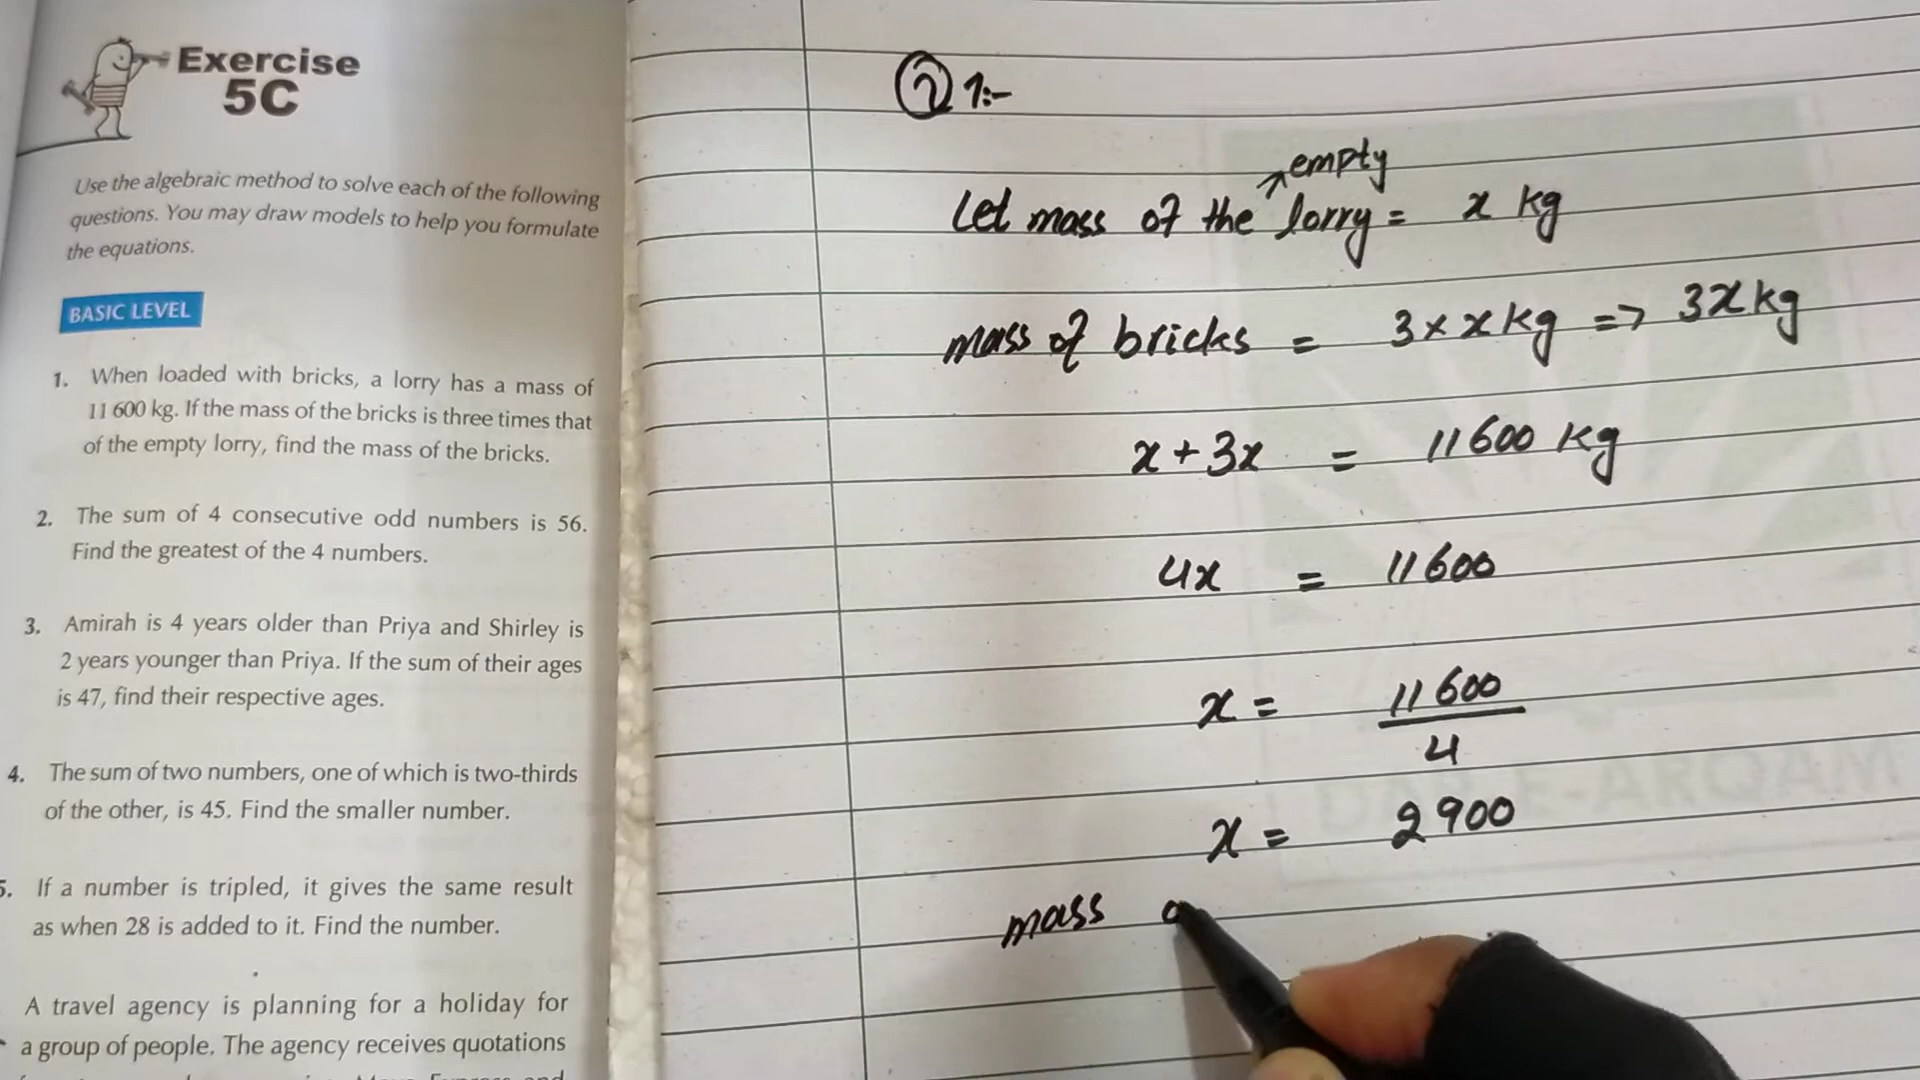 Exercise
5C
Use the algebraic method to solve each of the following
questions. You may draw models to help you formulate
the equations.
BASIC LEVEL
1. When loaded with bricks, a lorry has a mass of
11 600 kg. If the mass of the bricks is three times that
of the empty lorry, find the mass of the bricks.
2. The sum of 4 consecutive odd numbers is 56.
Find the greatest of the 4 numbers.
3. Amirah is 4 years older than Priya and Shirley is
2 years younger than Priya. If the sum of their ages
is 47, find their respective ages.
4. The sum of two numbers, one of which is two-thirds
of the other, is 45. Find the smaller number.
5. If a number is tripled, it gives the same result
as when 28 is added to it. Find the number.
A travel agency is planning for a holiday for
a group of people. The agency receives quotations
Q 1:-
empty
Let mass of the lorry = x kg
mass of bricks = 3 × x kg => 3x kg
x + 3x = 11600 kg
4x = 11600
x = 11600
4
x = 2900
mass
E-ARQAM